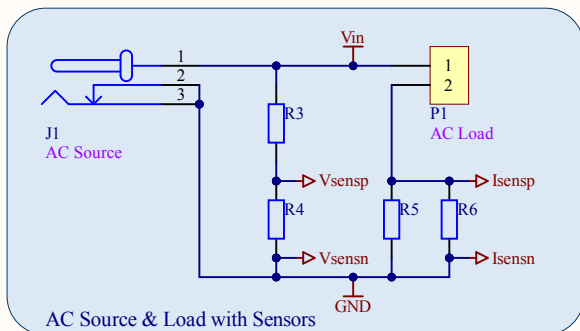 Vin
1
2
3
J1
AC Source
R3
R4
Vsensp
Vsensn
1
2
P1
AC Load
R5
R6
Isensp
Isensn
GND
AC Source & Load with Sensors